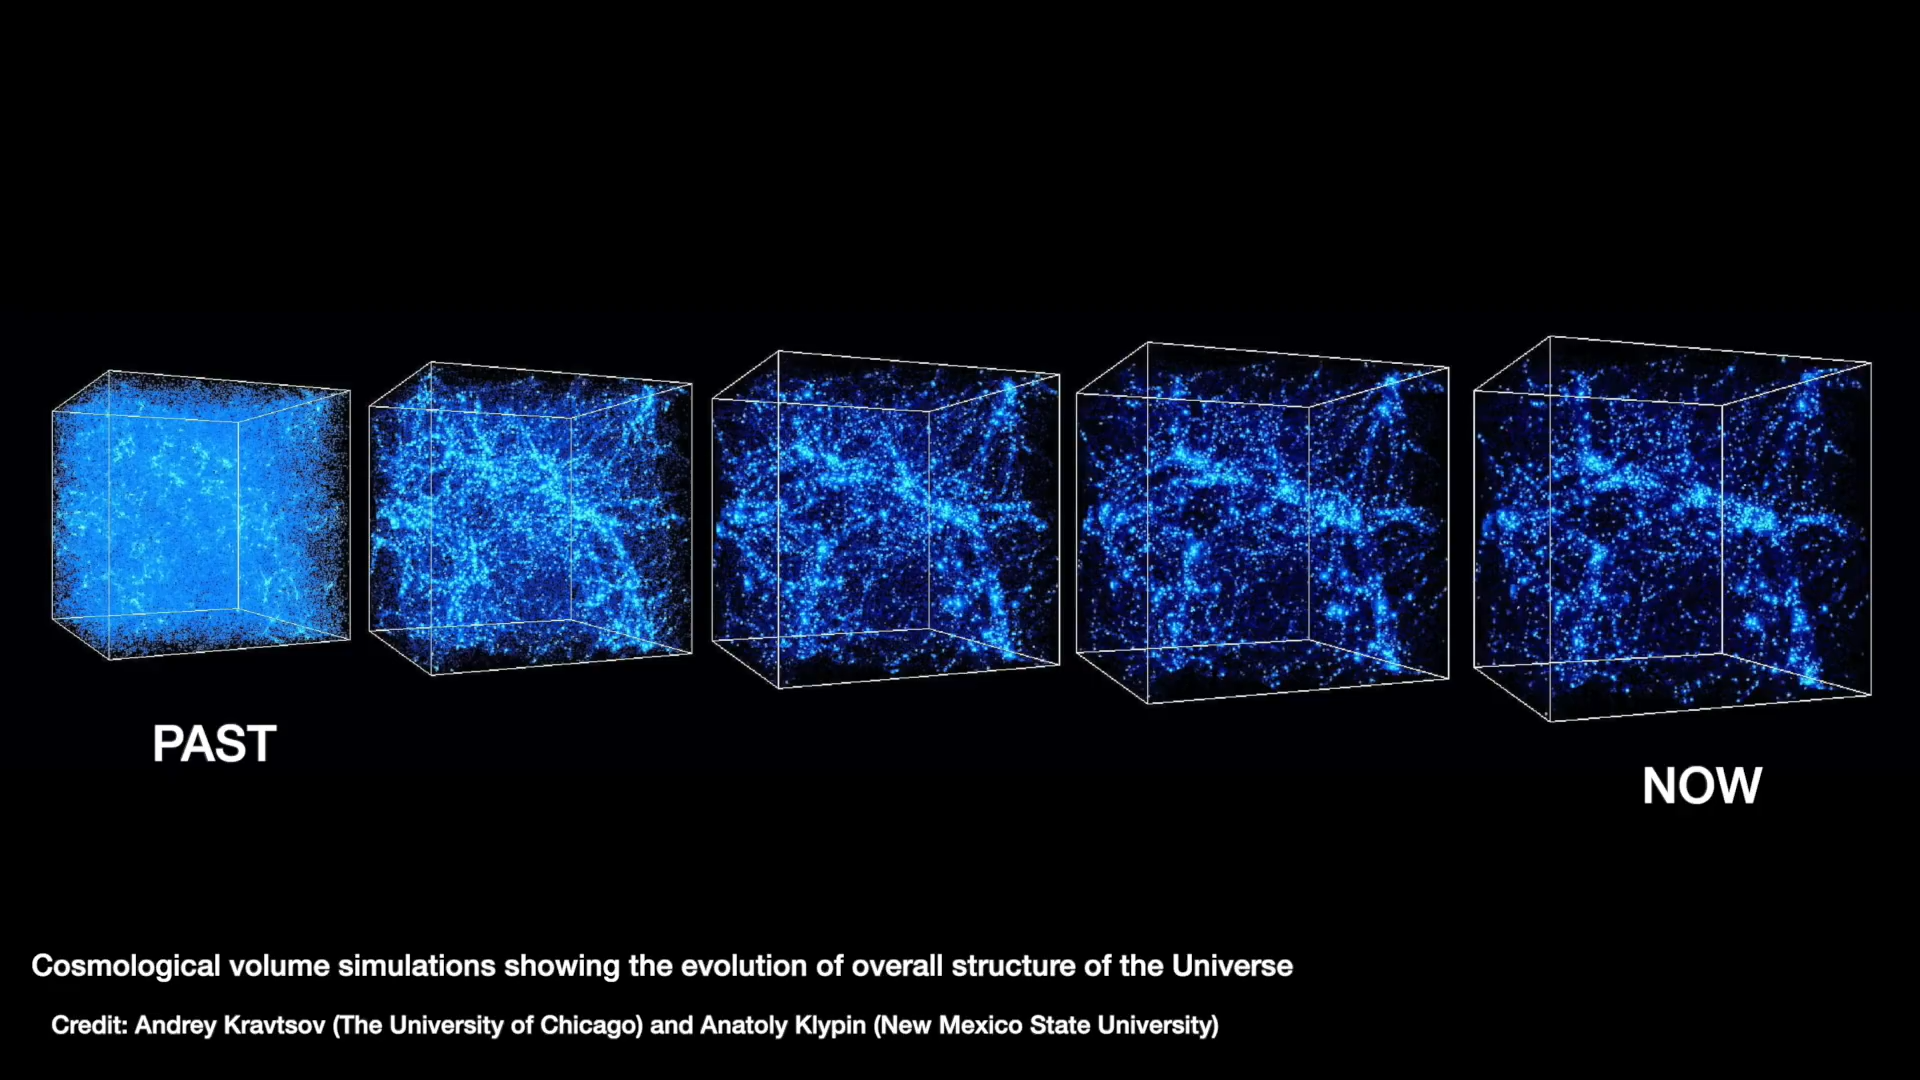 PAST
NOW
Cosmological volume simulations showing the evolution of overall structure of the Universe
Credit: Andrey Kravtsov (The University of Chicago) and Anatoly Klypin (New Mexico State University)